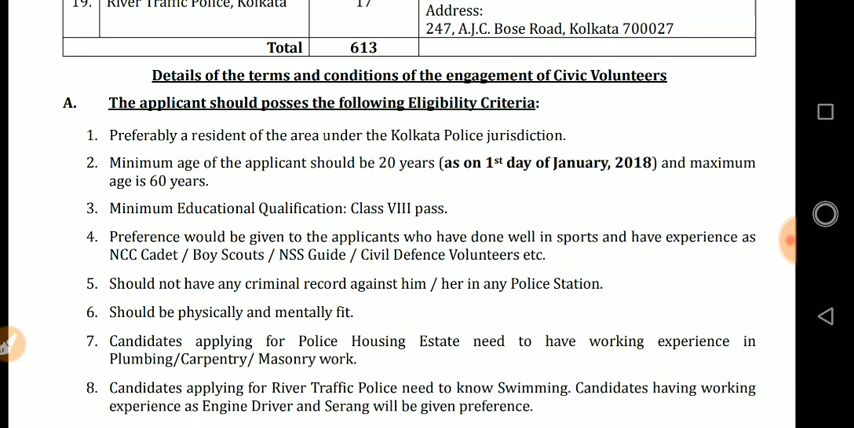 19. River Traffic Police, Kolkata 17
Address:
247, A.J.C. Bose Road, Kolkata 700027
Total 613
Details of the terms and conditions of the engagement of Civic Volunteers
A. The applicant should posses the following Eligibility Criteria:
1. Preferably a resident of the area under the Kolkata Police jurisdiction.
2. Minimum age of the applicant should be 20 years (as on 1st day of January, 2018) and maximum
age is 60 years.
3. Minimum Educational Qualification: Class VIII pass.
4. Preference would be given to the applicants who have done well in sports and have experience as
NCC Cadet / Boy Scouts / NSS Guide / Civil Defence Volunteers etc.
5. Should not have any criminal record against him / her in any Police Station.
6. Should be physically and mentally fit.
7. Candidates applying for Police Housing Estate need to have working experience in
Plumbing/Carpentry/ Masonry work.
8. Candidates applying for River Traffic Police need to know Swimming. Candidates having working
experience as Engine Driver and Serang will be given preference.